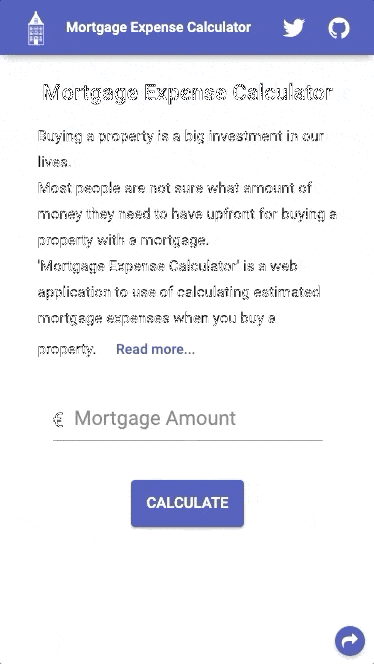 Mortgage Expense Calculator
Mortgage Expense Calculator
Buying a property is a big investment in our
lives.
Most people are not sure what amount of
money they need to have upfront for buying a
property with a mortgage.
'Mortgage Expense Calculator' is a web
application to use of calculating estimated
mortgage expenses when you buy a
property. Read more...
€ Mortgage Amount
CALCULATE